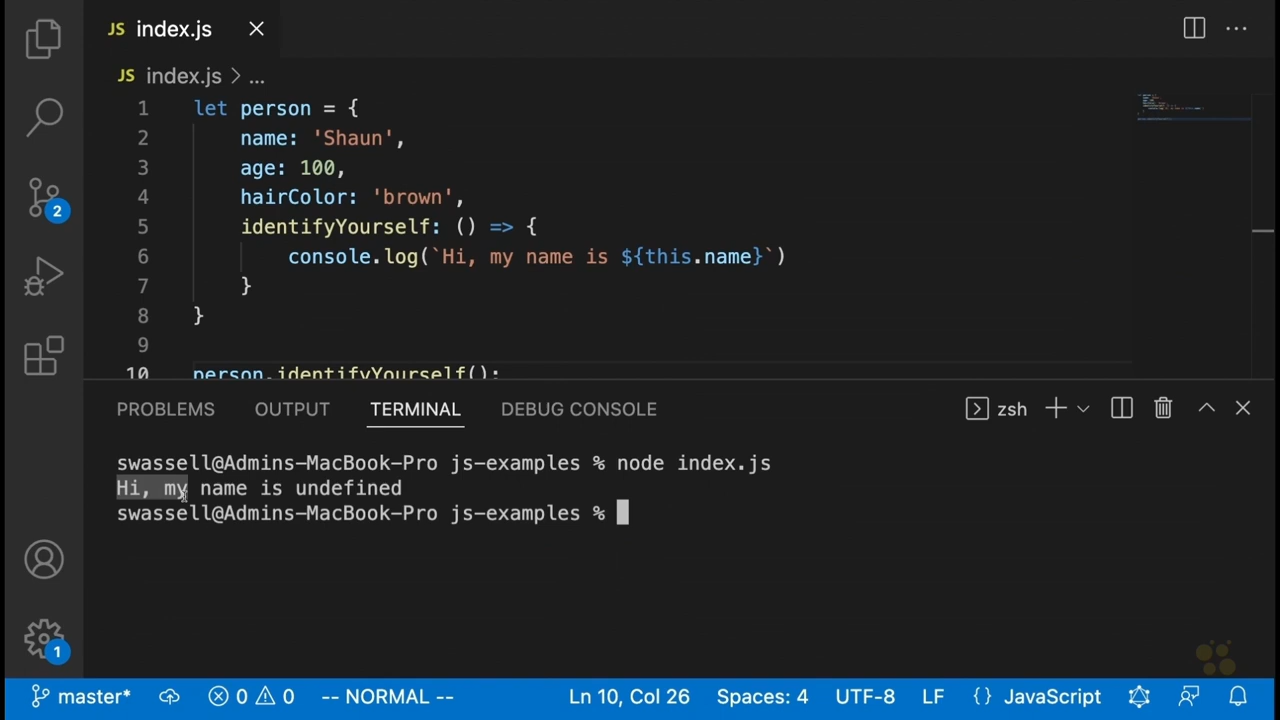 JS index.js
JS index.js > ...
1 let person = {
2 name: 'Shaun',
3 age: 100,
4 hairColor: 'brown',
5 identifyYourself: () => {
6 console.log(`Hi, my name is ${this.name}`)
7 }
8 }
9
10 person.identifyYourself();
2
PROBLEMS OUTPUT TERMINAL DEBUG CONSOLE zsh
swassell@Admins-MacBook-Pro js-examples % node index.js
Hi, my name is undefined
swassell@Admins-MacBook-Pro js-examples %
1
master* 0 0 -- NORMAL -- Ln 10, Col 26 Spaces: 4 UTF-8 LF {} JavaScript